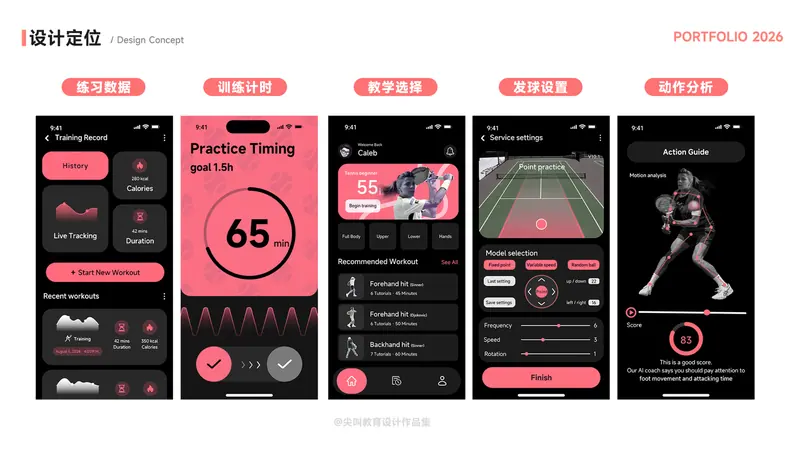 设计定位 / Design Concept
PORTFOLIO 2026
练习数据
训练计时
教学选择
发球设置
动作分析
9:41
Training Record
History
280 kcal
Calories
Live Tracking
42 mins
Duration
+ Start New Workout
Recent workouts
Training
42 mins
Duration
350 kcal
Calories
9:41
Practice Timing
goal 1.5h
65 min
9:41
Welcome Back
Caleb
Tennis beginner
55
Begin training
Full Body
Upper
Lower
Hands
Recommended Workout
See All
Forehand hit (Sinner)
6 Tutorials · 45 Minutes
Forehand hit (Djokovic)
6 Tutorials · 50 Minutes
Backhand hit (Sinner)
7 Tutorials · 60 Minutes
9:41
Service settings
V10.1
Point practice
Model selection
Fixed point
Variable speed
Random ball
Last setting
up / down 22
Save settings
left / right 16
Frequency 6
Speed 3
Rotation 1
Finish
9:41
Action Guide
Motion analysis
Score
83
This is a good score.
Our AI coach says you should pay attention to
foot movement and attacking time
@尖叫教育设计作品集